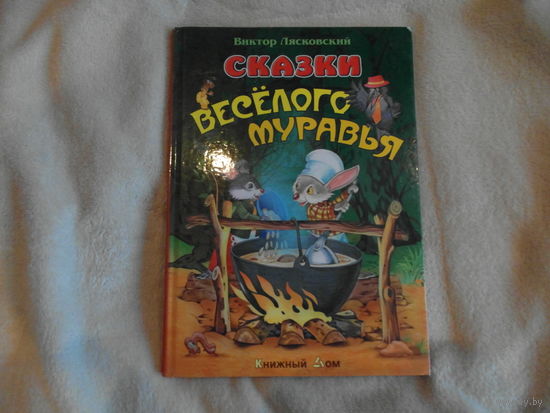 Виктор Лясковский
Сказки
весёлого
муравья
Книжный Дом